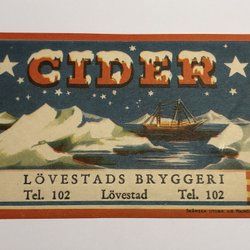 CIDER
LÖVESTADS BRYGGERI
Tel. 102 Lövestad Tel. 102